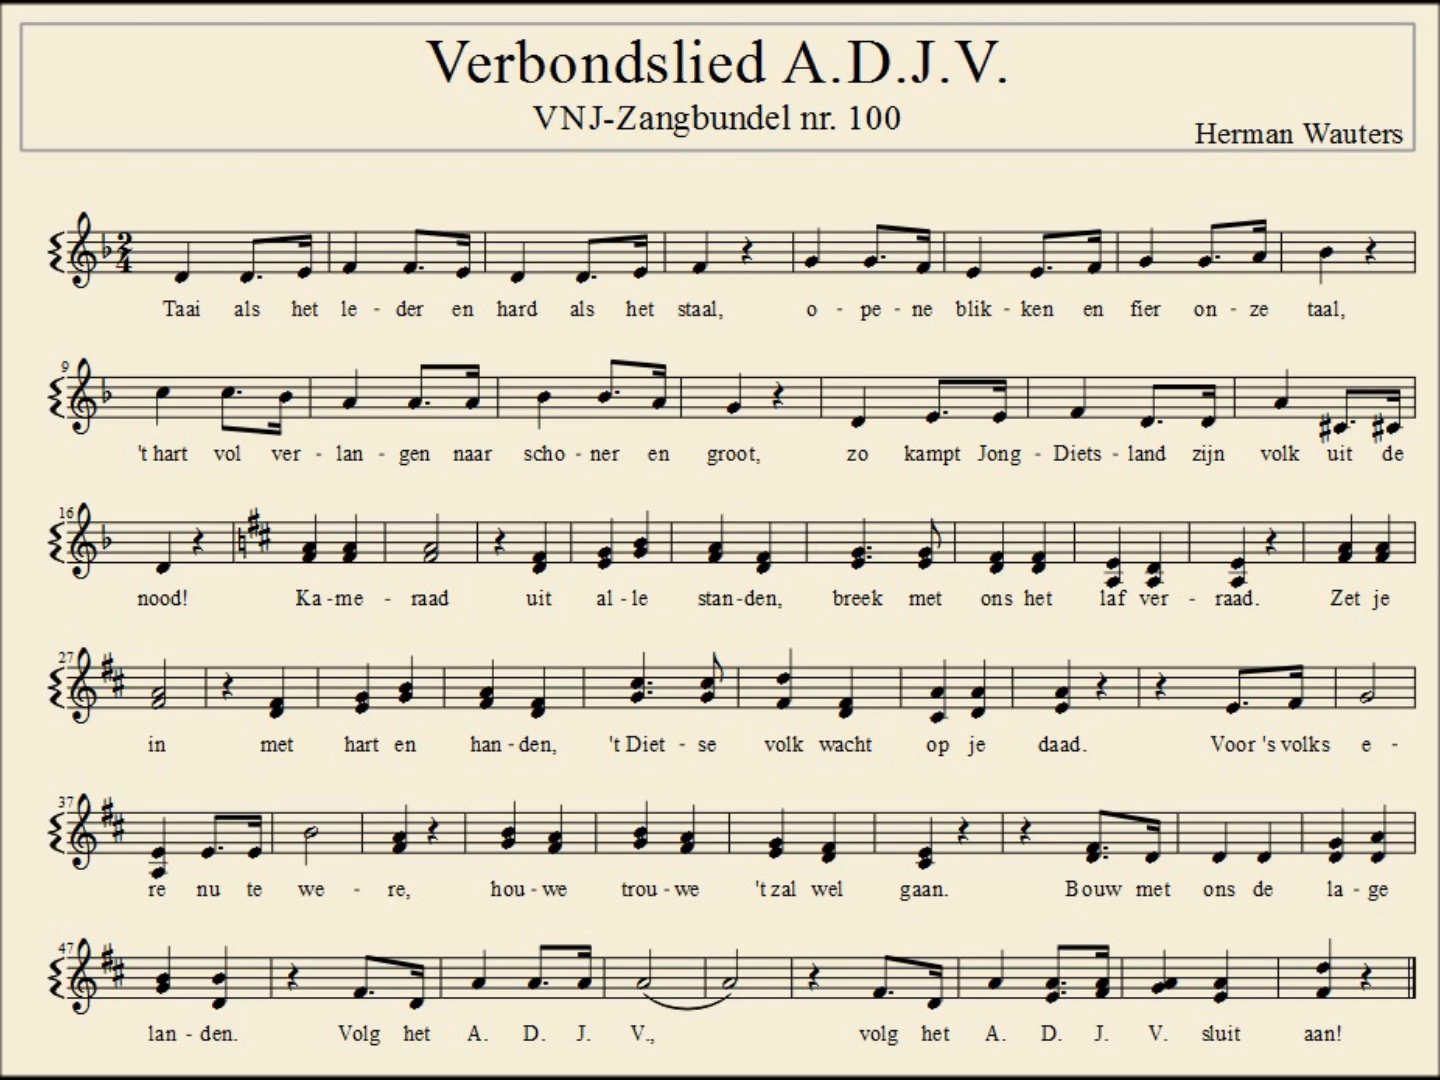 Verbondslied A.D.J.V.
VNJ-Zangbundel nr. 100
Herman Wauters
2
4
Taai als het le - der en hard als het staal, o - pe - ne blik - ken en fier on - ze taal,
9
't hart vol ver - lan - gen naar scho - ner en groot, zo kampt Jong - Diets - land zijn volk uit de
16
nood! Ka - me - raad uit al - le stan - den, breek met ons het laf ver - raad. Zet je
27
in met hart en han - den, 't Diet - se volk wacht op je daad. Voor 's volks e -
37
re nu te we - re, hou - we trou - we 't zal wel gaan. Bouw met ons de la - ge
47
lan - den. Volg het A. D. J. V., volg het A. D. J. V. sluit aan!